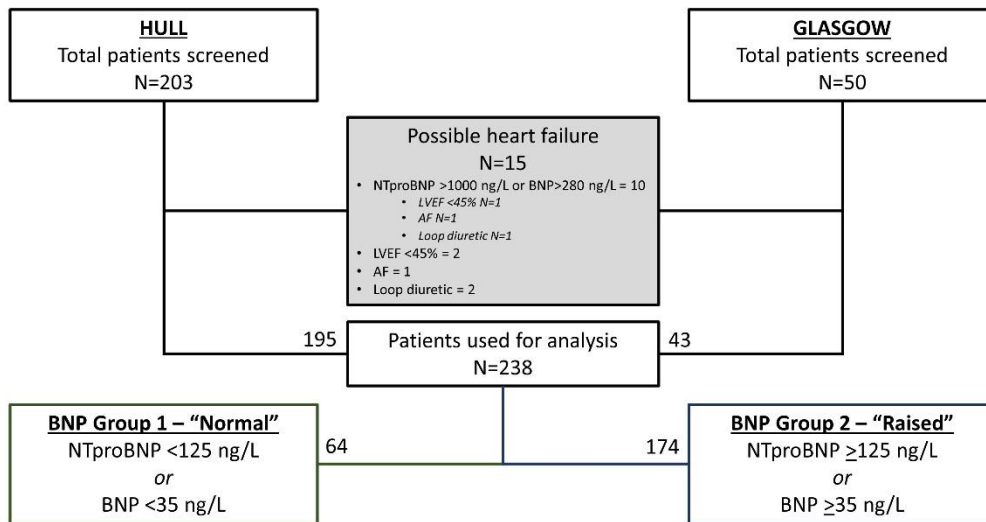 HULL
Total patients screened
N=203
GLASGOW
Total patients screened
N=50
Possible heart failure
N=15
• NTproBNP >1000 ng/L or BNP>280 ng/L = 10
• LVEF <45% N=1
• AF N=1
• Loop diuretic N=1
• LVEF <45% = 2
• AF = 1
• Loop diuretic = 2
195
Patients used for analysis
N=238
43
BNP Group 1 – “Normal”
NTproBNP <125 ng/L
or
BNP <35 ng/L
64
174
BNP Group 2 – “Raised”
NTproBNP ≥125 ng/L
or
BNP ≥35 ng/L